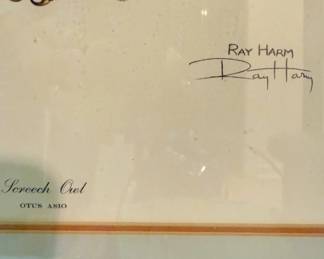 RAY HARM
Ray Harm
Screech Owl
OTUS ASIO